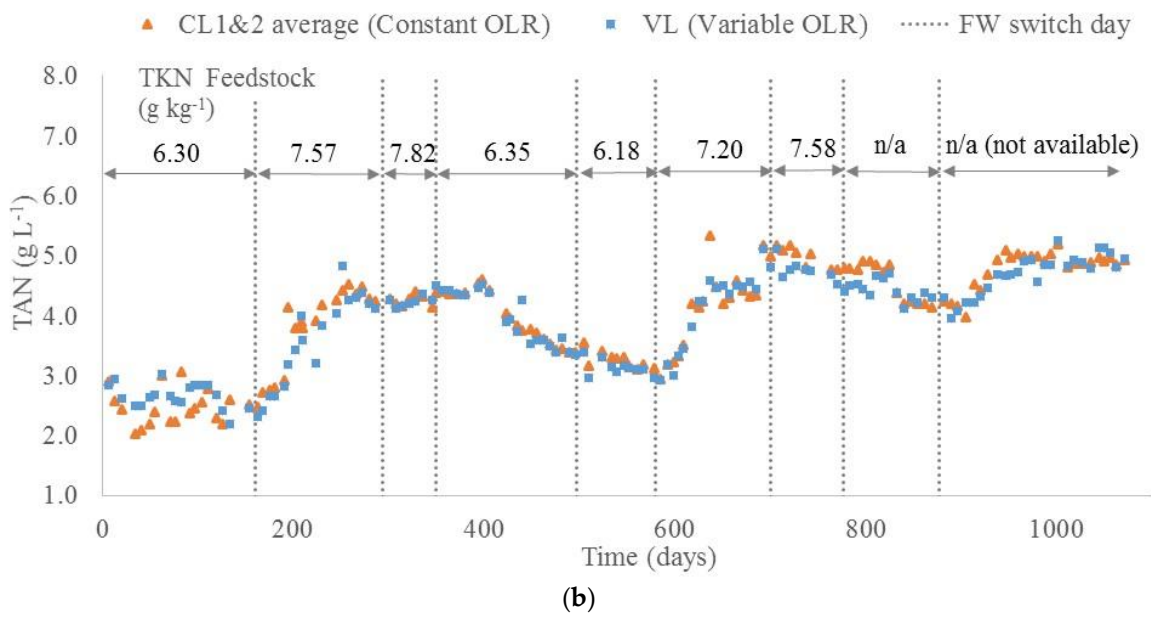 CL1&2 average (Constant OLR) VL (Variable OLR) FW switch day
8.0
TKN Feedstock
(g kg-1)
7.0
6.30 7.57 7.82 6.35 6.18 7.20 7.58 n/a n/a (not available)
6.0
5.0
4.0
3.0
2.0
1.0
TAN (g L-1)
0 200 400 600 800 1000
Time (days)
(b)